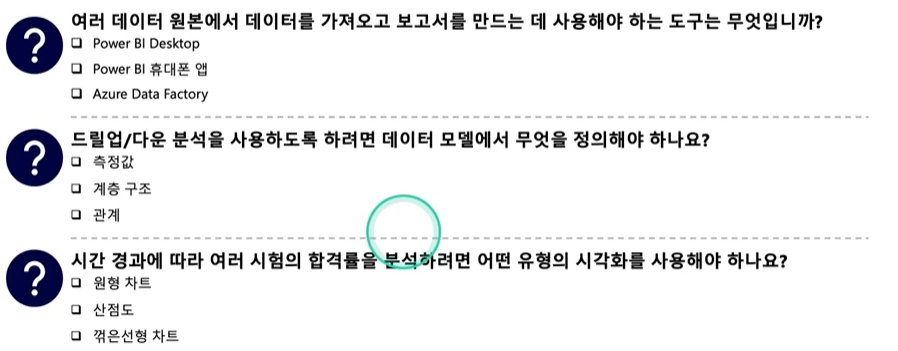 여러 데이터 원본에서 데이터를 가져오고 보고서를 만드는 데 사용해야 하는 도구는 무엇입니까?
Power BI Desktop
Power BI 휴대폰 앱
Azure Data Factory
드릴업/다운 분석을 사용하도록 하려면 데이터 모델에서 무엇을 정의해야 하나요?
측정값
계층 구조
관계
시간 경과에 따라 여러 시험의 합격률을 분석하려면 어떤 유형의 시각화를 사용해야 하나요?
원형 차트
산점도
꺾은선형 차트